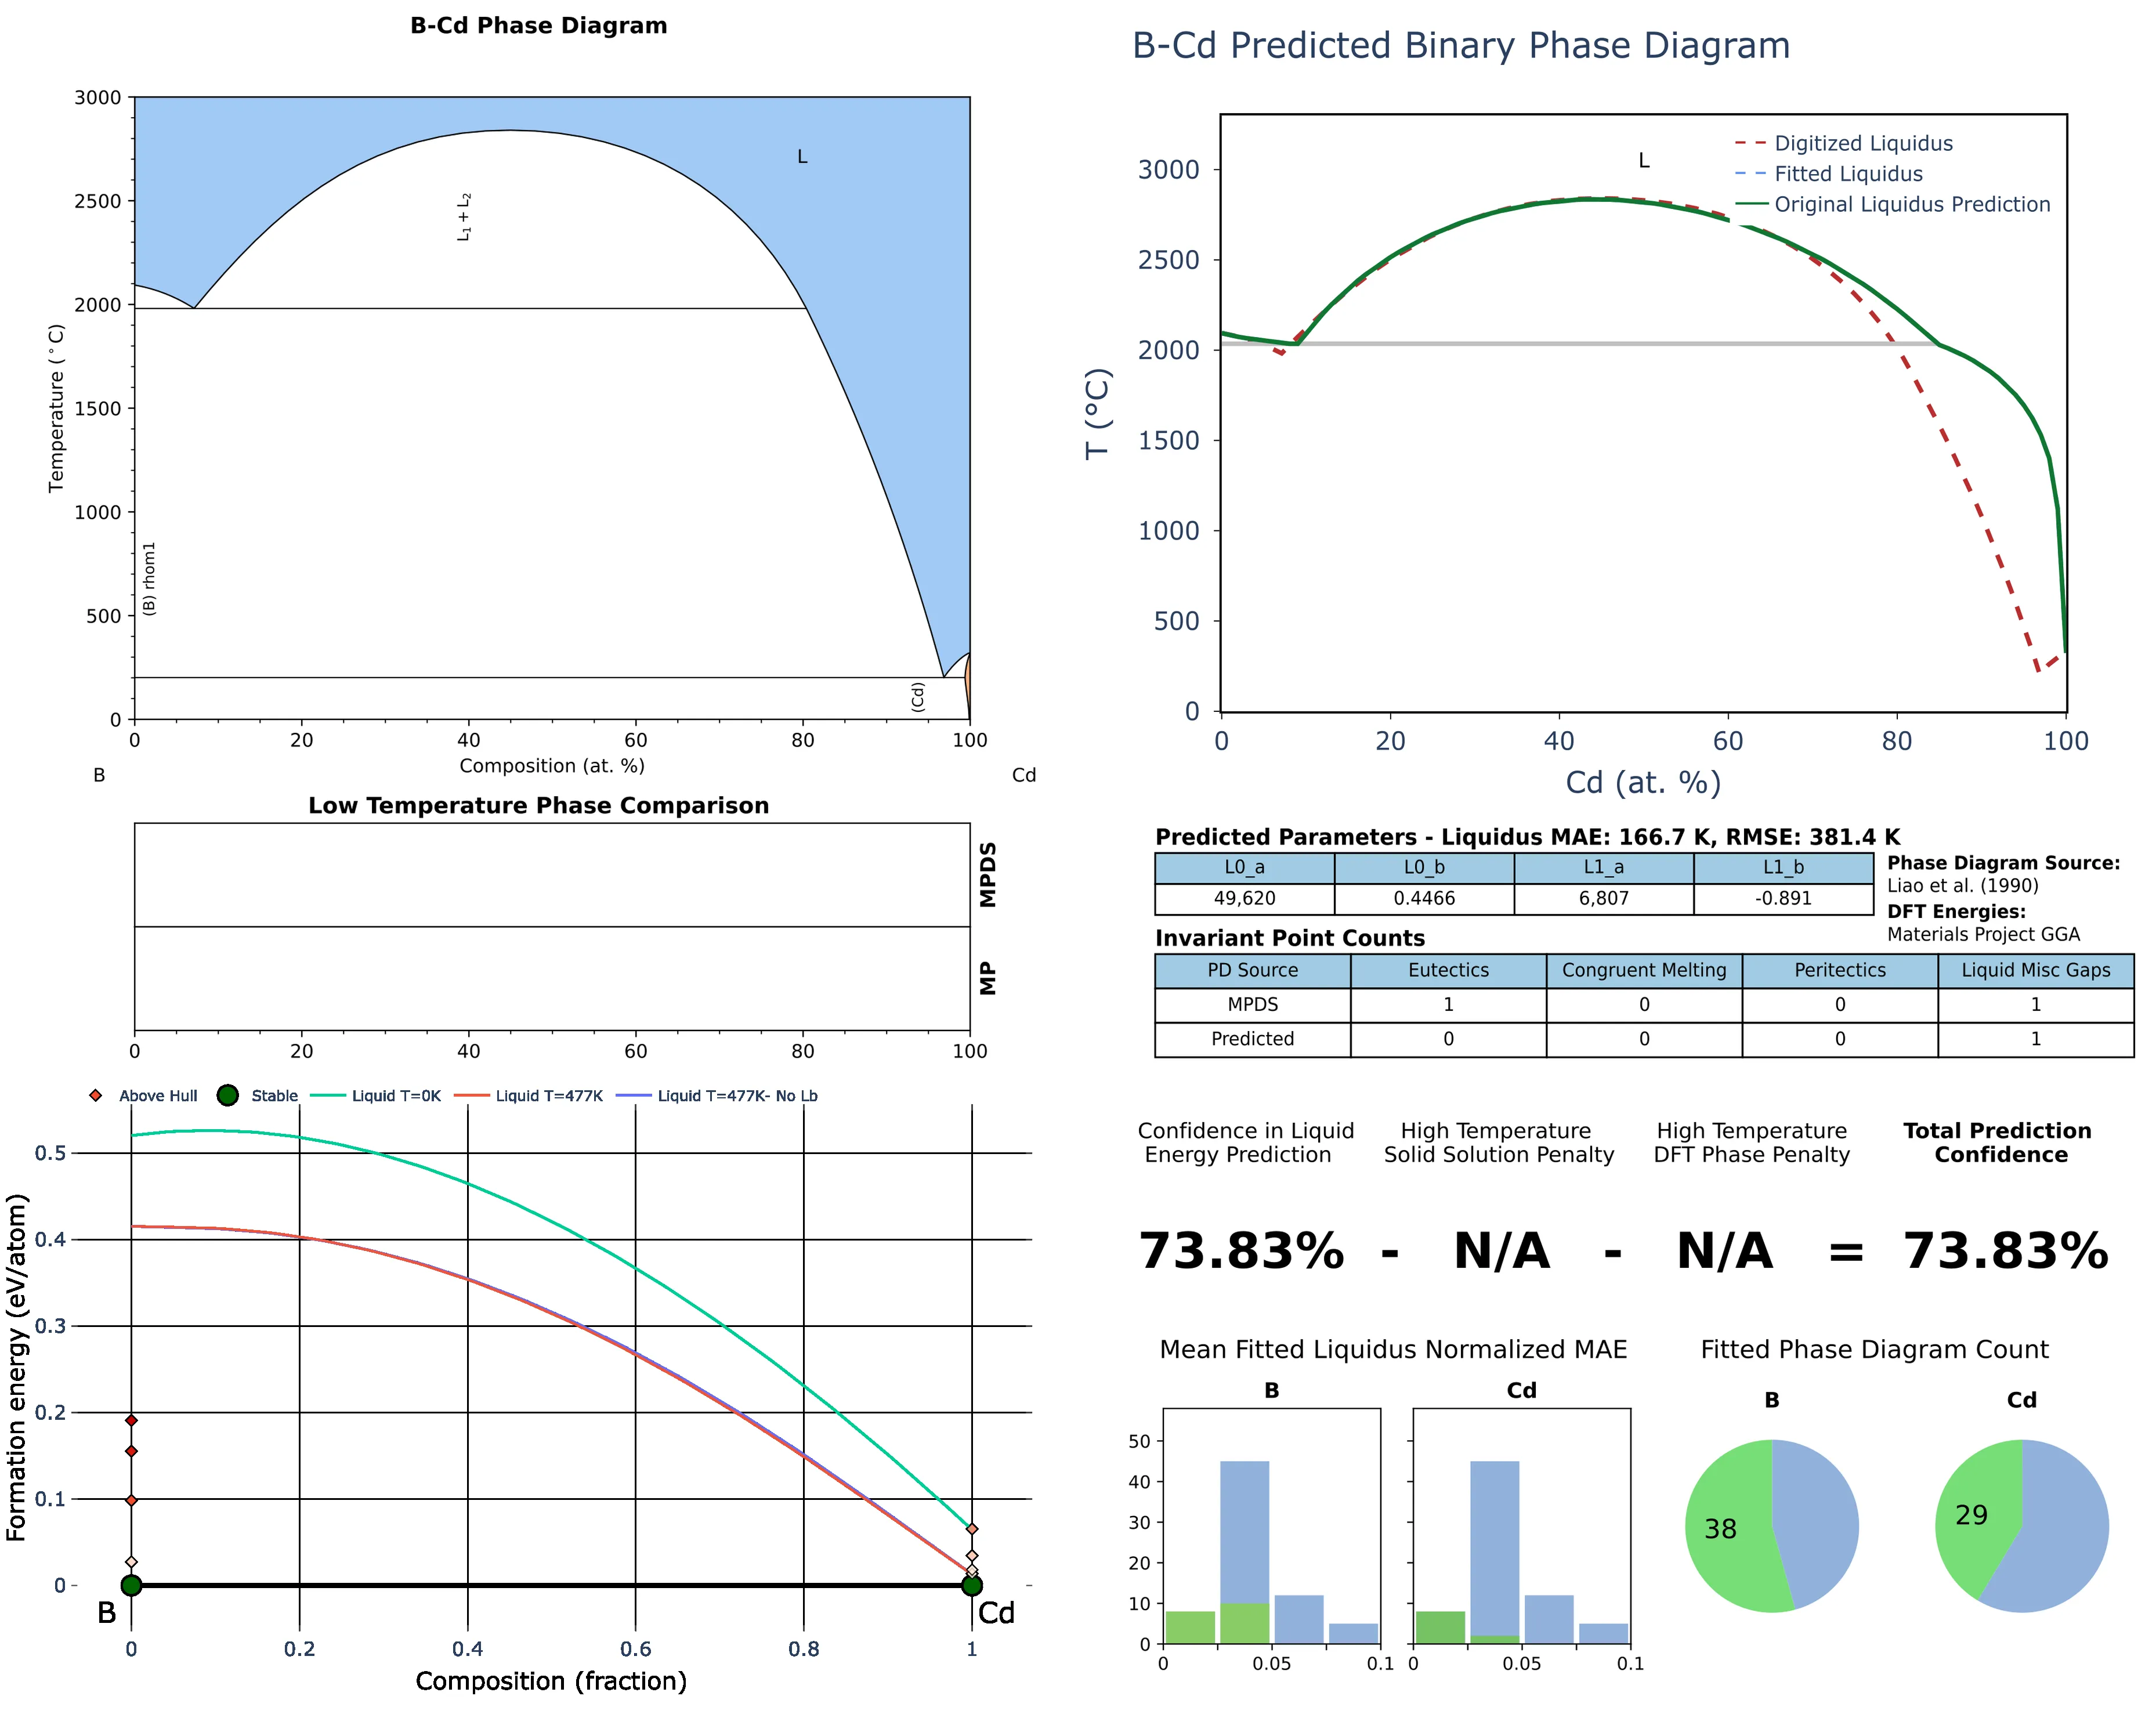 B-Cd Phase Diagram
3000
2500
2000
1500
1000
500
0
Temperature (°C)
L
L1 + L2
(B) rhom1
(Cd)
0 20 40 60 80 100
Composition (at. %)
B Cd
Low Temperature Phase Comparison
MPDS
MP
0 20 40 60 80 100
Above Hull Stable Liquid T=0K Liquid T=477K Liquid T=477K- No Lb
0.5
0.4
0.3
0.2
0.1
0
Formation energy (eV/atom)
B Cd
0 0.2 0.4 0.6 0.8 1
Composition (fraction)
B-Cd Predicted Binary Phase Diagram
L
Digitized Liquidus
Fitted Liquidus
Original Liquidus Prediction
3000
2500
2000
1500
1000
500
0
T (°C)
0 20 40 60 80 100
Cd (at. %)
Predicted Parameters - Liquidus MAE: 166.7 K, RMSE: 381.4 K
L0_a L0_b L1_a L1_b
49,620 0.4466 6,807 -0.891
Phase Diagram Source:
Liao et al. (1990)
DFT Energies:
Materials Project GGA
Invariant Point Counts
PD Source Eutectics Congruent Melting Peritectics Liquid Misc Gaps
MPDS 1 0 0 1
Predicted 0 0 0 1
Confidence in Liquid
Energy Prediction
High Temperature
Solid Solution Penalty
High Temperature
DFT Phase Penalty
Total Prediction
Confidence
73.83% - N/A - N/A = 73.83%
Mean Fitted Liquidus Normalized MAE
B Cd
50
40
30
20
10
0
0 0.05 0.1 0 0.05 0.1
Fitted Phase Diagram Count
B Cd
38 29